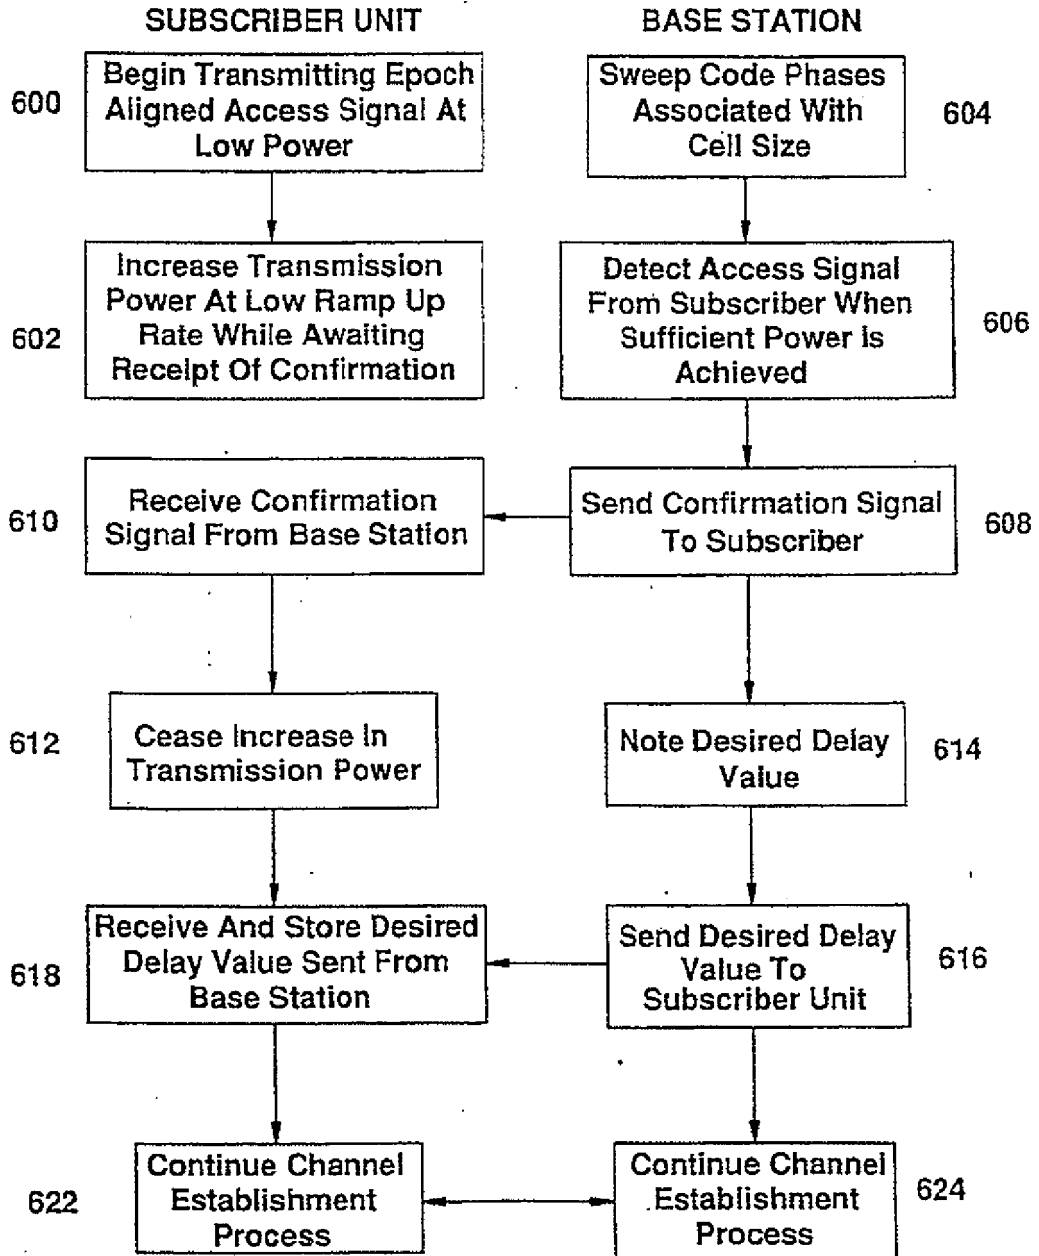 SUBSCRIBER UNIT
BASE STATION
600
Begin Transmitting Epoch
Aligned Access Signal At
Low Power
Sweep Code Phases
Associated With
Cell Size
604
602
Increase Transmission
Power At Low Ramp Up
Rate While Awaiting
Receipt Of Confirmation
Detect Access Signal
From Subscriber When
Sufficient Power Is
Achieved
606
610
Receive Confirmation
Signal From Base Station
Send Confirmation Signal
To Subscriber
608
612
Cease Increase In
Transmission Power
Note Desired Delay
Value
614
618
Receive And Store Desired
Delay Value Sent From
Base Station
Send Desired Delay
Value To
Subscriber Unit
616
622
Continue Channel
Establishment
Process
Continue Channel
Establishment
Process
624